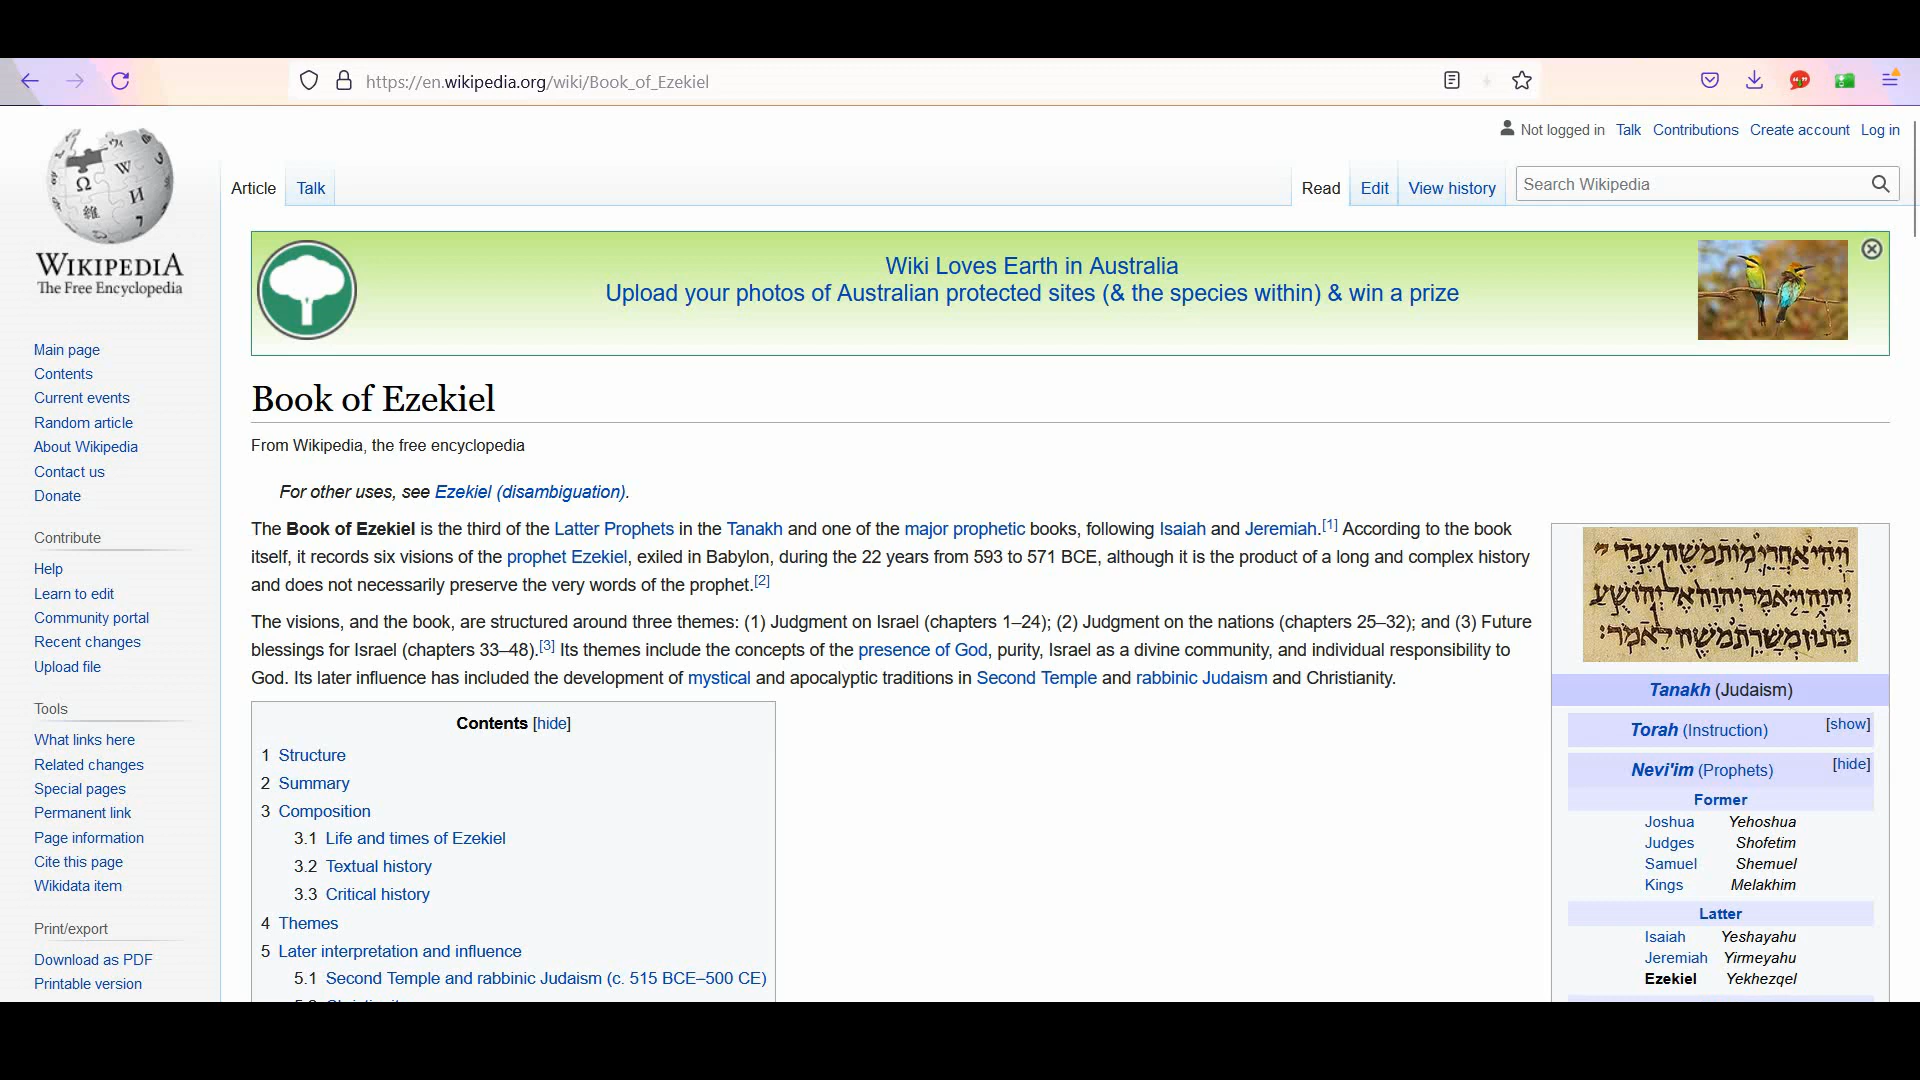 https://en.wikipedia.org/wiki/Book_of_Ezekiel
Not logged in Talk Contributions Create account Log in
Article Talk Read Edit View history Search Wikipedia
WIKIPEDIA
The Free Encyclopedia
Main page
Contents
Current events
Random article
About Wikipedia
Contact us
Donate
Contribute
Help
Learn to edit
Community portal
Recent changes
Upload file
Tools
What links here
Related changes
Special pages
Permanent link
Page information
Cite this page
Wikidata item
Print/export
Download as PDF
Printable version
Wiki Loves Earth in Australia
Upload your photos of Australian protected sites (& the species within) & win a prize
Book of Ezekiel
From Wikipedia, the free encyclopedia
For other uses, see Ezekiel (disambiguation).
The Book of Ezekiel is the third of the Latter Prophets in the Tanakh and one of the major prophetic books, following Isaiah and Jeremiah.[1] According to the book
itself, it records six visions of the prophet Ezekiel, exiled in Babylon, during the 22 years from 593 to 571 BCE, although it is the product of a long and complex history
and does not necessarily preserve the very words of the prophet.[2]
The visions, and the book, are structured around three themes: (1) Judgment on Israel (chapters 1–24); (2) Judgment on the nations (chapters 25–32); and (3) Future
blessings for Israel (chapters 33–48).[3] Its themes include the concepts of the presence of God, purity, Israel as a divine community, and individual responsibility to
God. Its later influence has included the development of mystical and apocalyptic traditions in Second Temple and rabbinic Judaism and Christianity.
Contents [hide]
1 Structure
2 Summary
3 Composition
3.1 Life and times of Ezekiel
3.2 Textual history
3.3 Critical history
4 Themes
5 Later interpretation and influence
5.1 Second Temple and rabbinic Judaism (c. 515 BCE–500 CE)
Tanakh (Judaism)
Torah (Instruction) [show]
Nevi'im (Prophets) [hide]
Former
Joshua Yehoshua
Judges Shofetim
Samuel Shemuel
Kings Melakhim
Latter
Isaiah Yeshayahu
Jeremiah Yirmeyahu
Ezekiel Yekhezqel